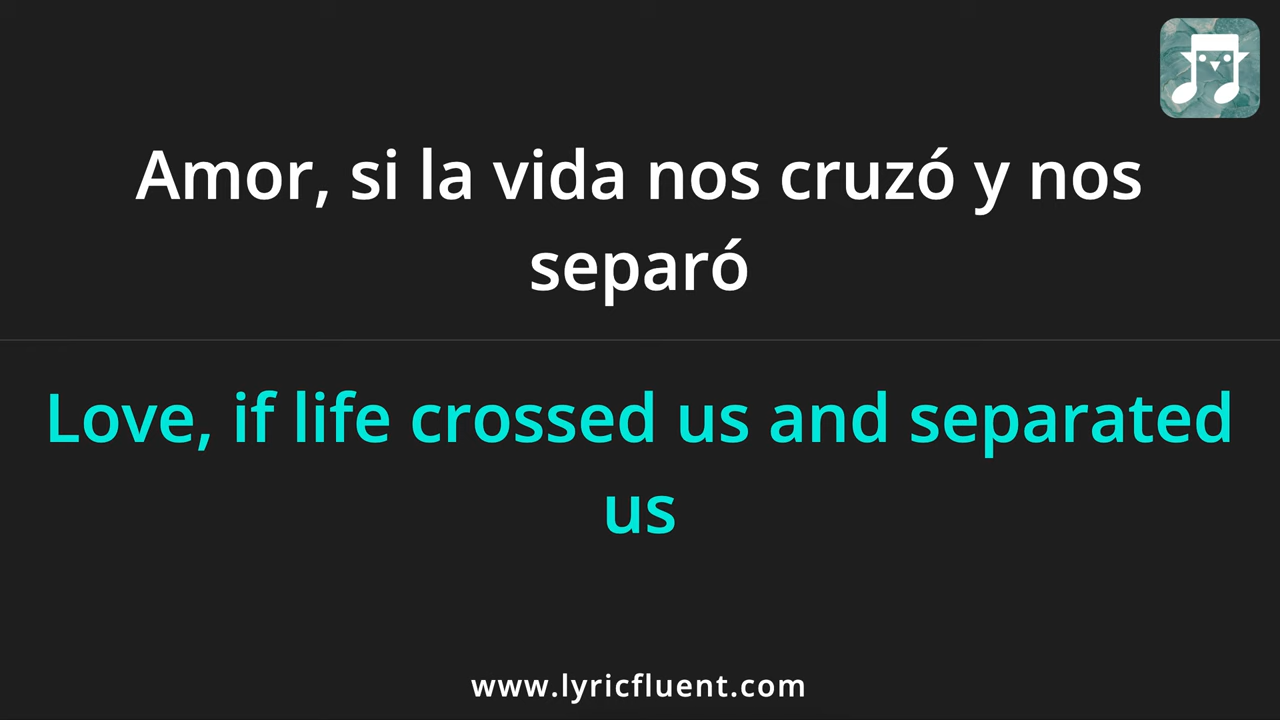 Amor, si la vida nos cruzó y nos
separó
Love, if life crossed us and separated
us
www.lyricfluent.com